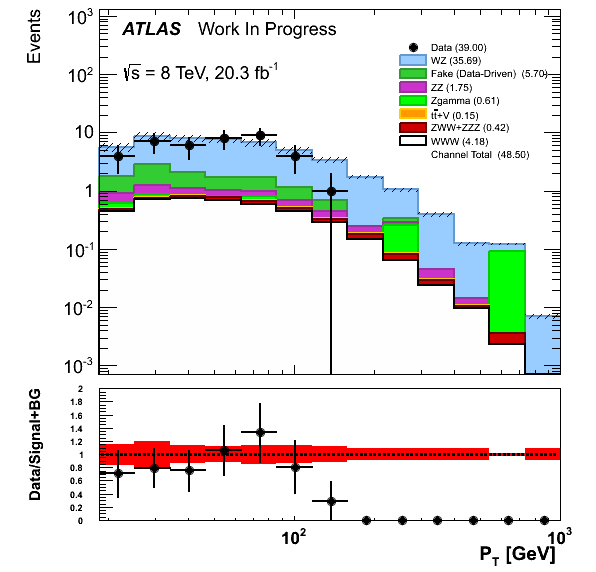 Events
ATLAS Work In Progress
√s = 8 TeV, 20.3 fb⁻¹
Data (39.00)
WZ (35.69)
Fake (Data-Driven) (5.70)
ZZ (1.75)
Zgamma (0.61)
tt̄+V (0.15)
ZWW+ZZZ (0.42)
WWW (4.18)
Channel Total (48.50)
10³
10²
10
1
10⁻¹
10⁻²
10⁻³
Data/Signal+BG
2
1.8
1.6
1.4
1.2
1
0.8
0.6
0.4
0.2
0
10²
10³
P_T [GeV]